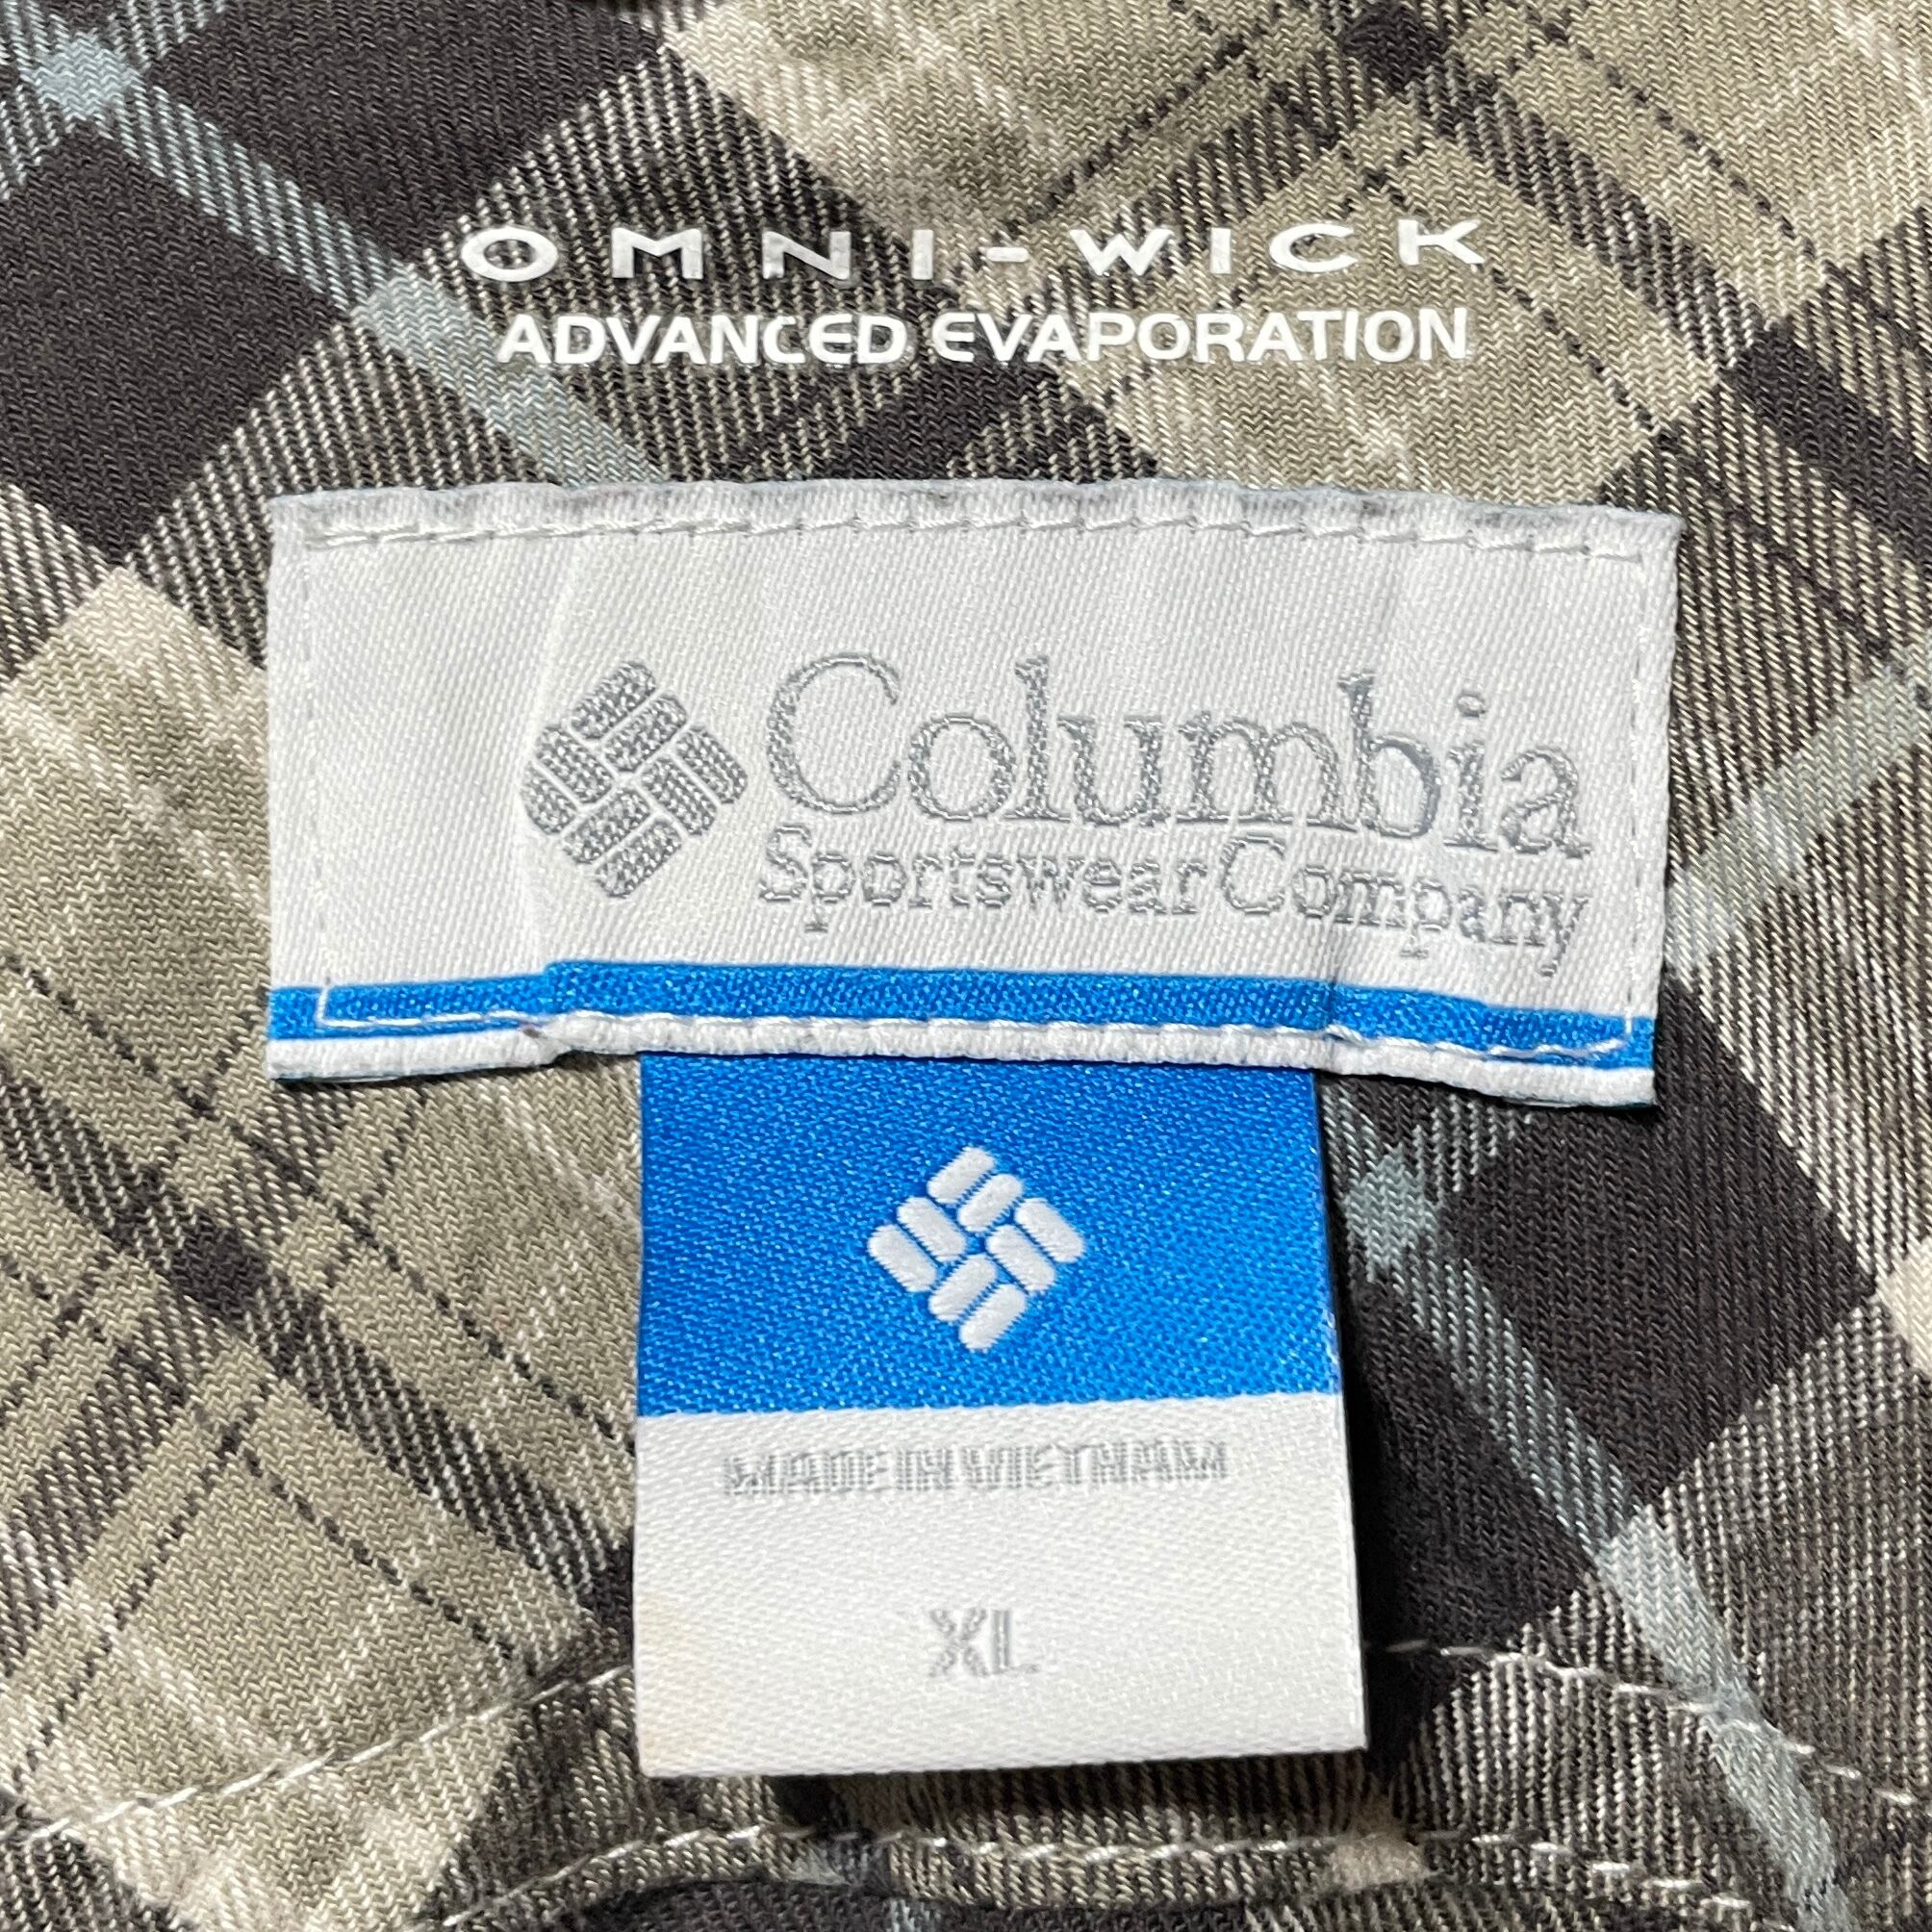 OMNI-WICK
ADVANCED EVAPORATION
Columbia
Sportswear Company
MADE IN VIETNAM
XL